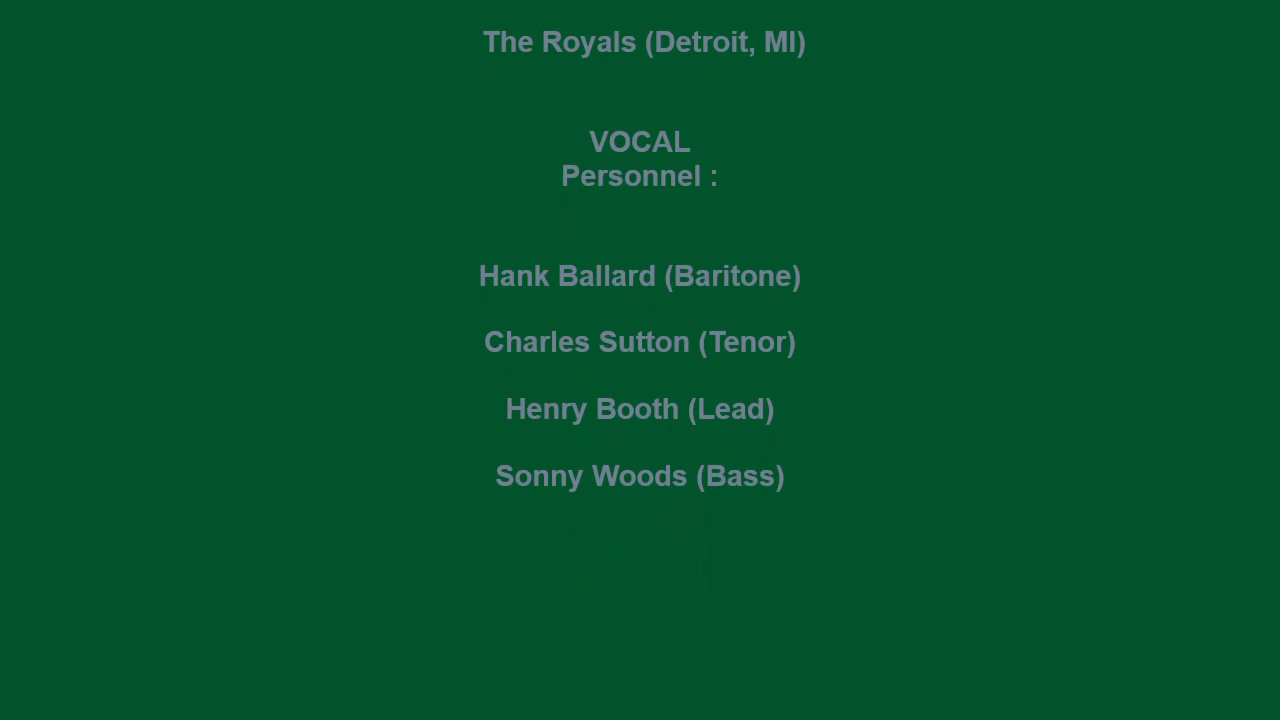 The Royals (Detroit, MI)
VOCAL
Personnel :
Hank Ballard (Baritone)
Charles Sutton (Tenor)
Henry Booth (Lead)
Sonny Woods (Bass)